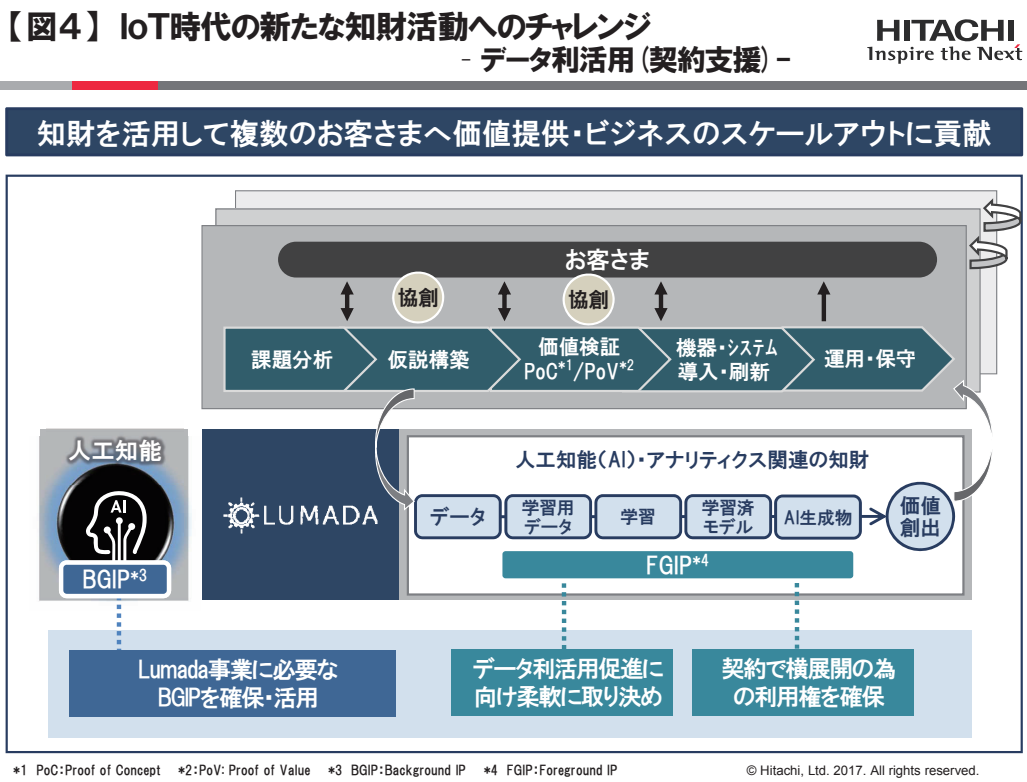 【図4】 IoT時代の新たな知財活動へのチャレンジ
- データ利活用(契約支援) -
HITACHI
Inspire the Next
知財を活用して複数のお客さまへ価値提供・ビジネスのスケールアウトに貢献
お客さま
協創
協創
課題分析
仮説構築
価値検証
PoC*1/PoV*2
機器・システム
導入・刷新
運用・保守
人工知能
AI
BGIP*3
LUMADA
人工知能(AI)・アナリティクス関連の知財
データ
学習用
データ
学習
学習済
モデル
AI生成物
価値
創出
FGIP*4
Lumada事業に必要な
BGIPを確保・活用
データ利活用促進に
向け柔軟に取り決め
契約で横展開の為
の利用権を確保
*1 PoC:Proof of Concept *2:PoV: Proof of Value *3 BGIP:Background IP *4 FGIP:Foreground IP
© Hitachi, Ltd. 2017. All rights reserved.